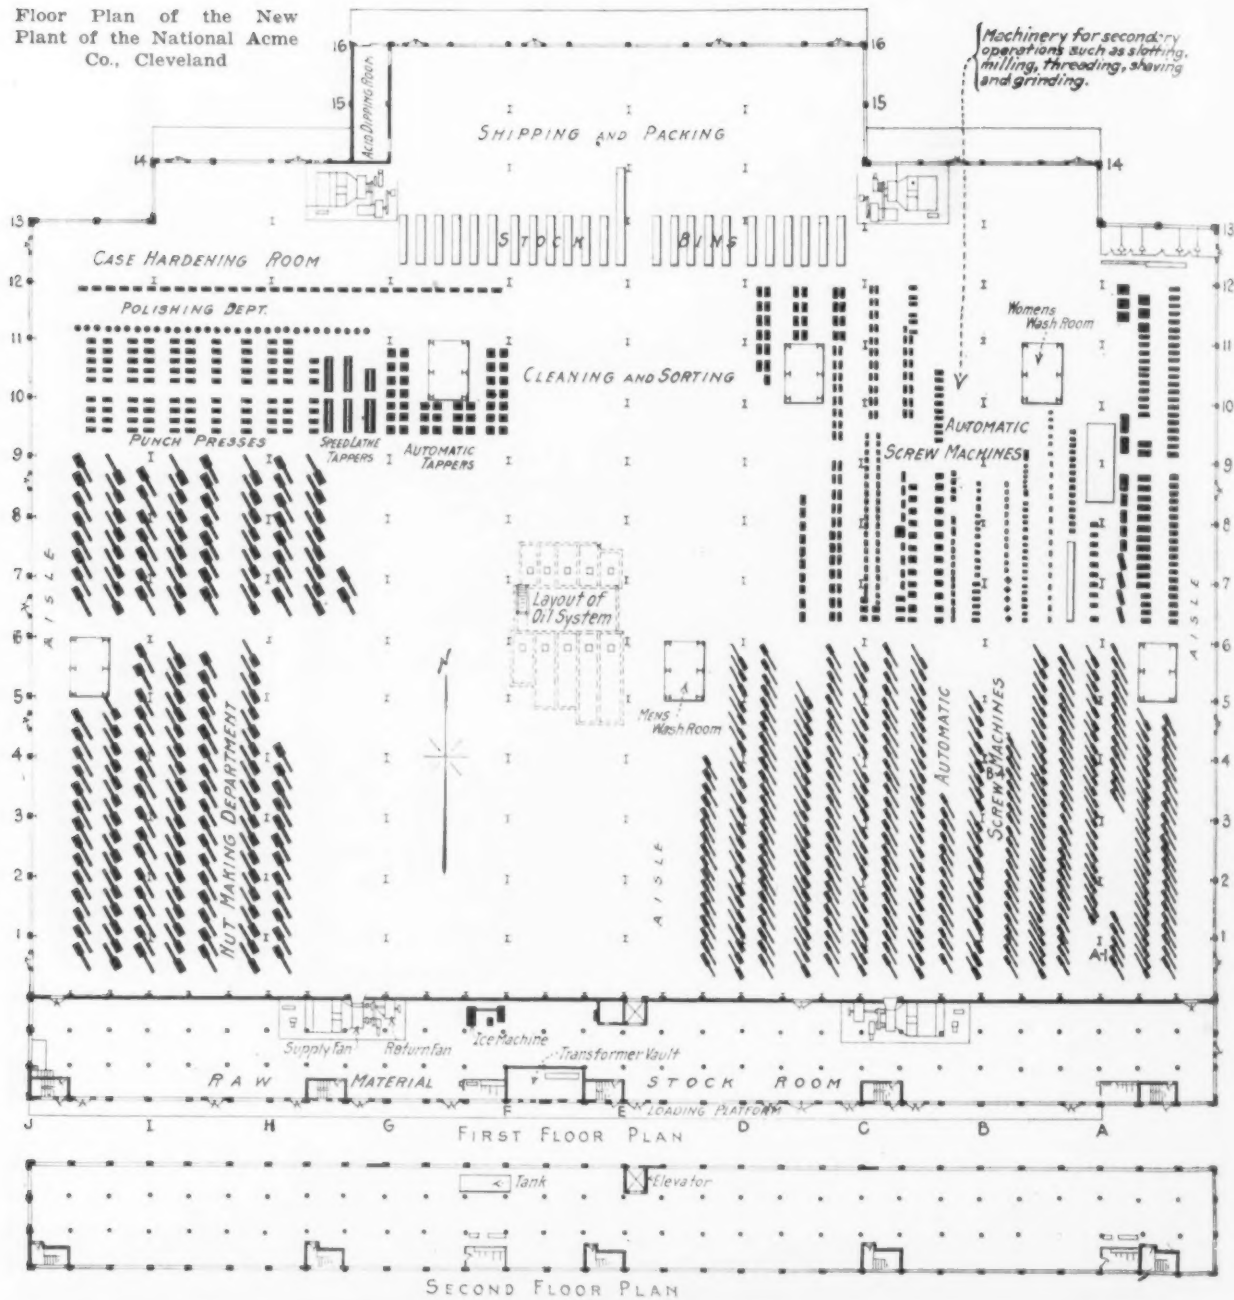 Floor Plan of the New
Plant of the National Acme
Co., Cleveland
Machinery for secondary
operations such as slotting,
milling, threading, shaving
and grinding.
16
16
15
15
ACID DIPPING ROOM
SHIPPING AND PACKING
14
14
13
13
STOCK BINS
CASE HARDENING ROOM
12
12
POLISHING DEPT.
Womens
Wash Room
11
11
CLEANING AND SORTING
10
10
PUNCH PRESSES
SPEED LATHE
TAPPERS
AUTOMATIC
TAPPERS
AUTOMATIC
SCREW MACHINES
9
9
8
8
AISLE
AISLE
7
7
Layout of
Oil System
6
6
N
5
5
Mens
Wash Room
NUT MAKING DEPARTMENT
AUTOMATIC
SCREW MACHINES
4
4
B4
3
3
AISLE
2
2
1
1
A-1
Supply Fan
Return Fan
Ice Machine
Transformer Vault
RAW MATERIAL STOCK ROOM
LOADING PLATFORM
J I H G F E D C B A
FIRST FLOOR PLAN
Tank
Elevator
SECOND FLOOR PLAN